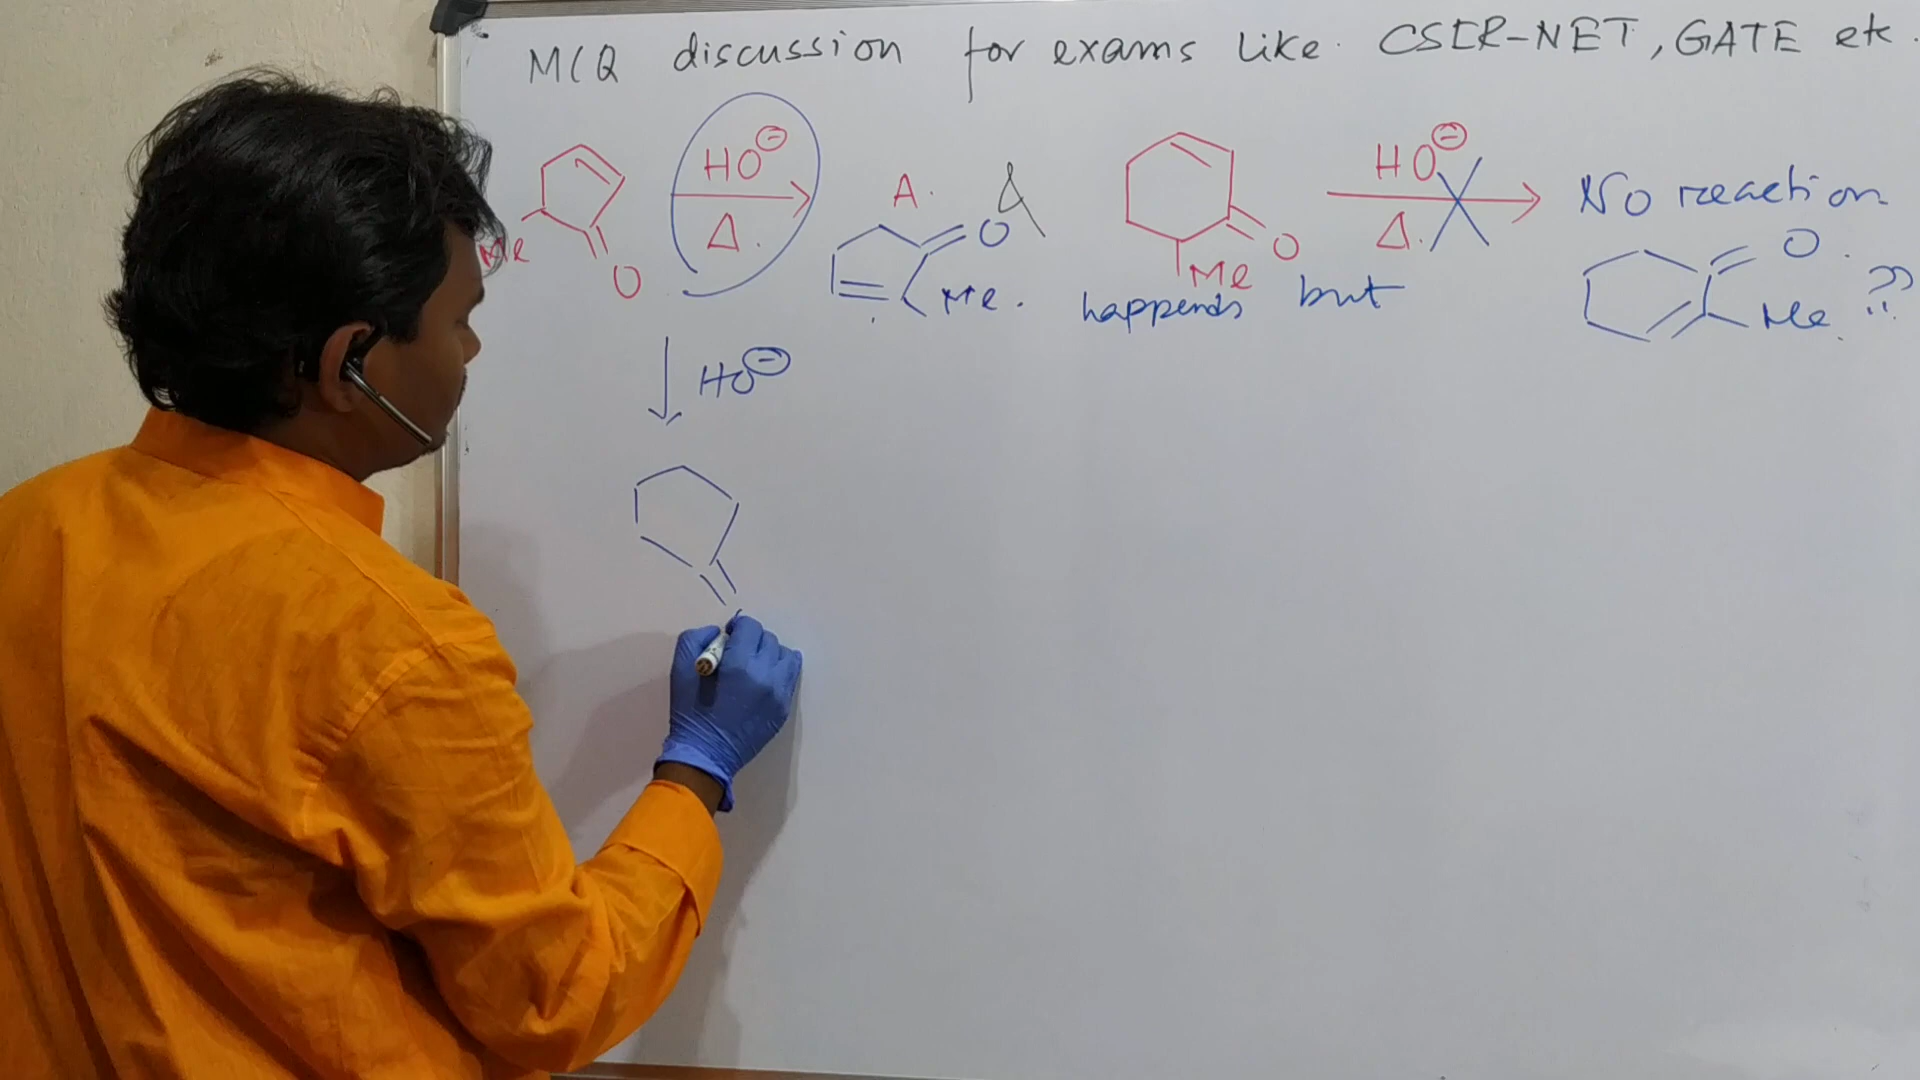 MCQ discussion for exams like CSIR-NET, GATE etc.
HO⊖
Δ.
Me
O
A.
O
Me.
&
happends but
O
Me
HO⊖
Δ.
No reaction
O
Me
??
HO⊖